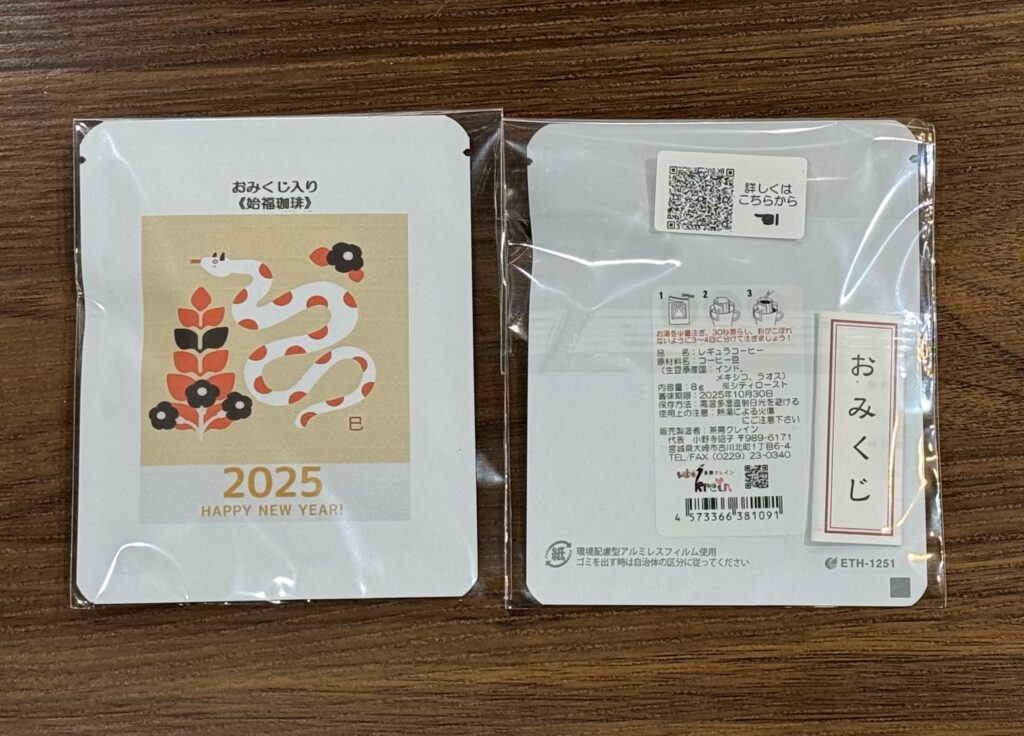 おみくじ入り
《始福珈琲》
巳
2025
HAPPY NEW YEAR!
詳しくは
こちらから
1 2 3
お湯を少量注ぎ、30秒蒸らし、粉がこぼれ
ないように3〜4回に分けて注ぎましょう！
品　　名：レギュラコーヒー
原材料名：コーヒー豆
（生豆原産国：インド、
メキシコ、ラオス）
内容量：8g　※シティロースト
賞味期限：2025年10月30日
保存方法：高温多湿直射日光を避ける
使用上の注意：熱湯による火傷
にご注意下さい
販売製造者：茶房クレイン
代表　小野寺昭子 〒989-6171
宮城県大崎市古川北町1丁目6-4
TEL/FAX (0229) 23-0340
茶房クレイン
krein
4 573366 381091
おみくじ
紙
環境配慮型アルミレスフィルム使用
ゴミを出す時は自治体の区分に従ってください
ETH-1251